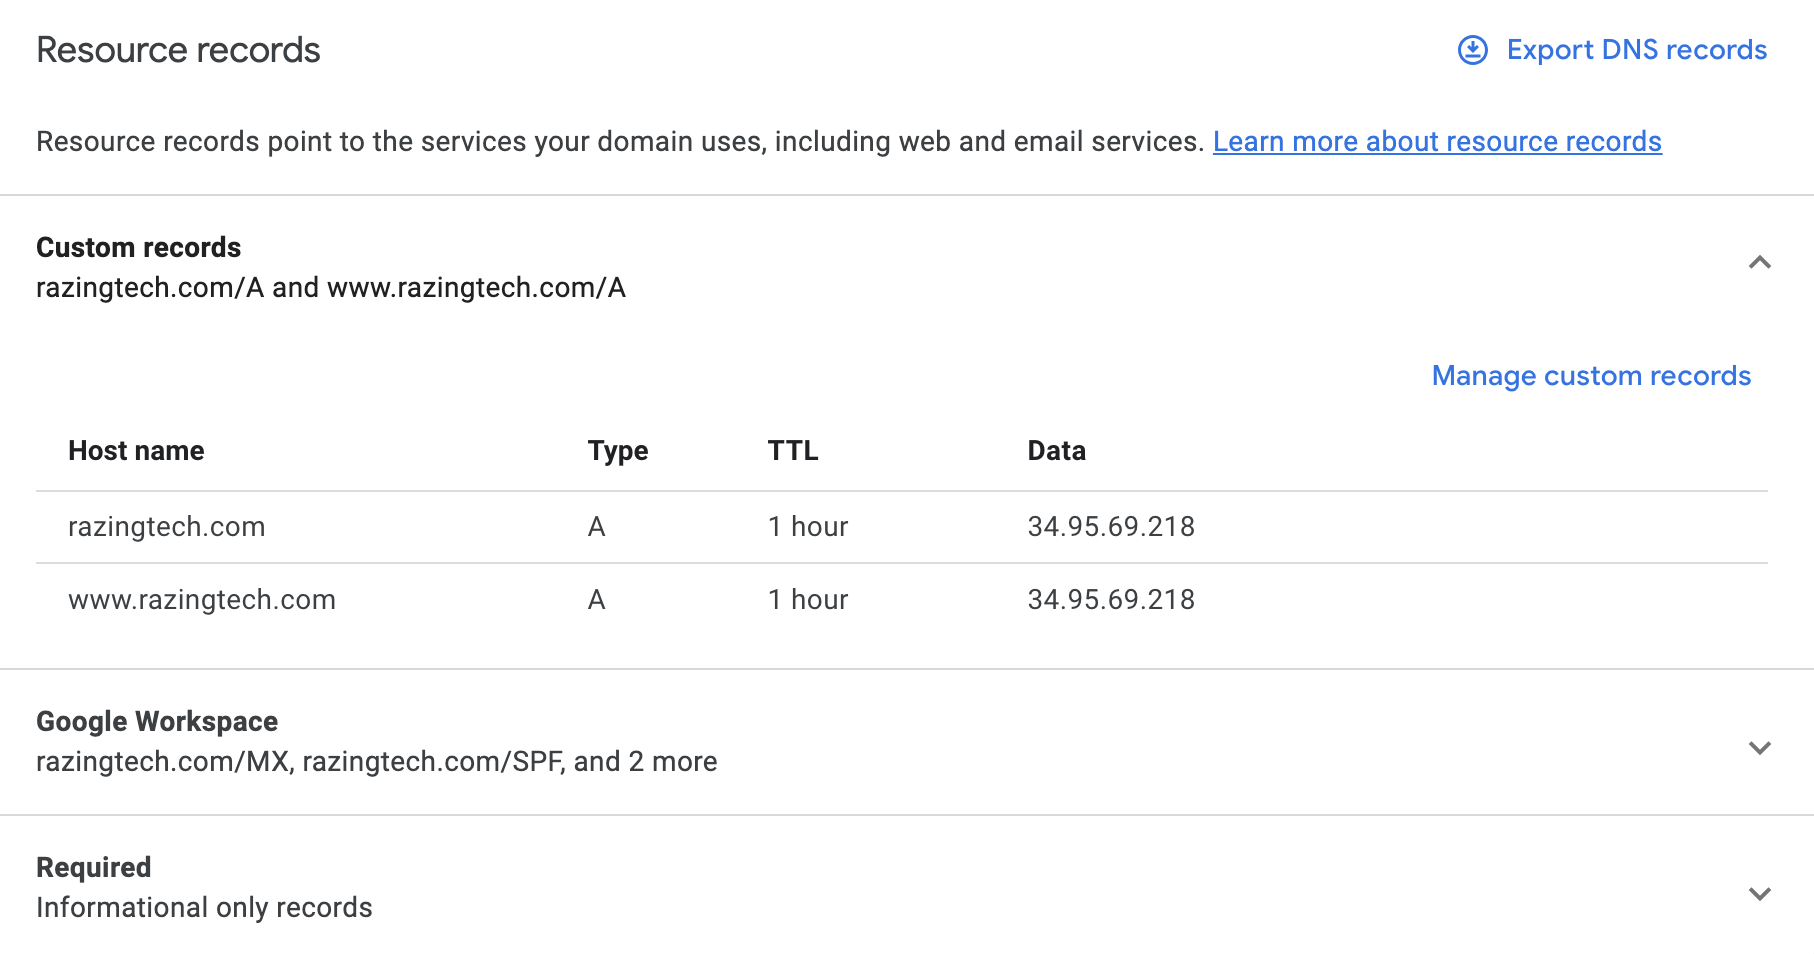 Resource records
Export DNS records
Resource records point to the services your domain uses, including web and email services. Learn more about resource records
Custom records
razingtech.com/A and www.razingtech.com/A
Manage custom records
Host name Type TTL Data
razingtech.com A 1 hour 34.95.69.218
www.razingtech.com A 1 hour 34.95.69.218
Google Workspace
razingtech.com/MX, razingtech.com/SPF, and 2 more
Required
Informational only records